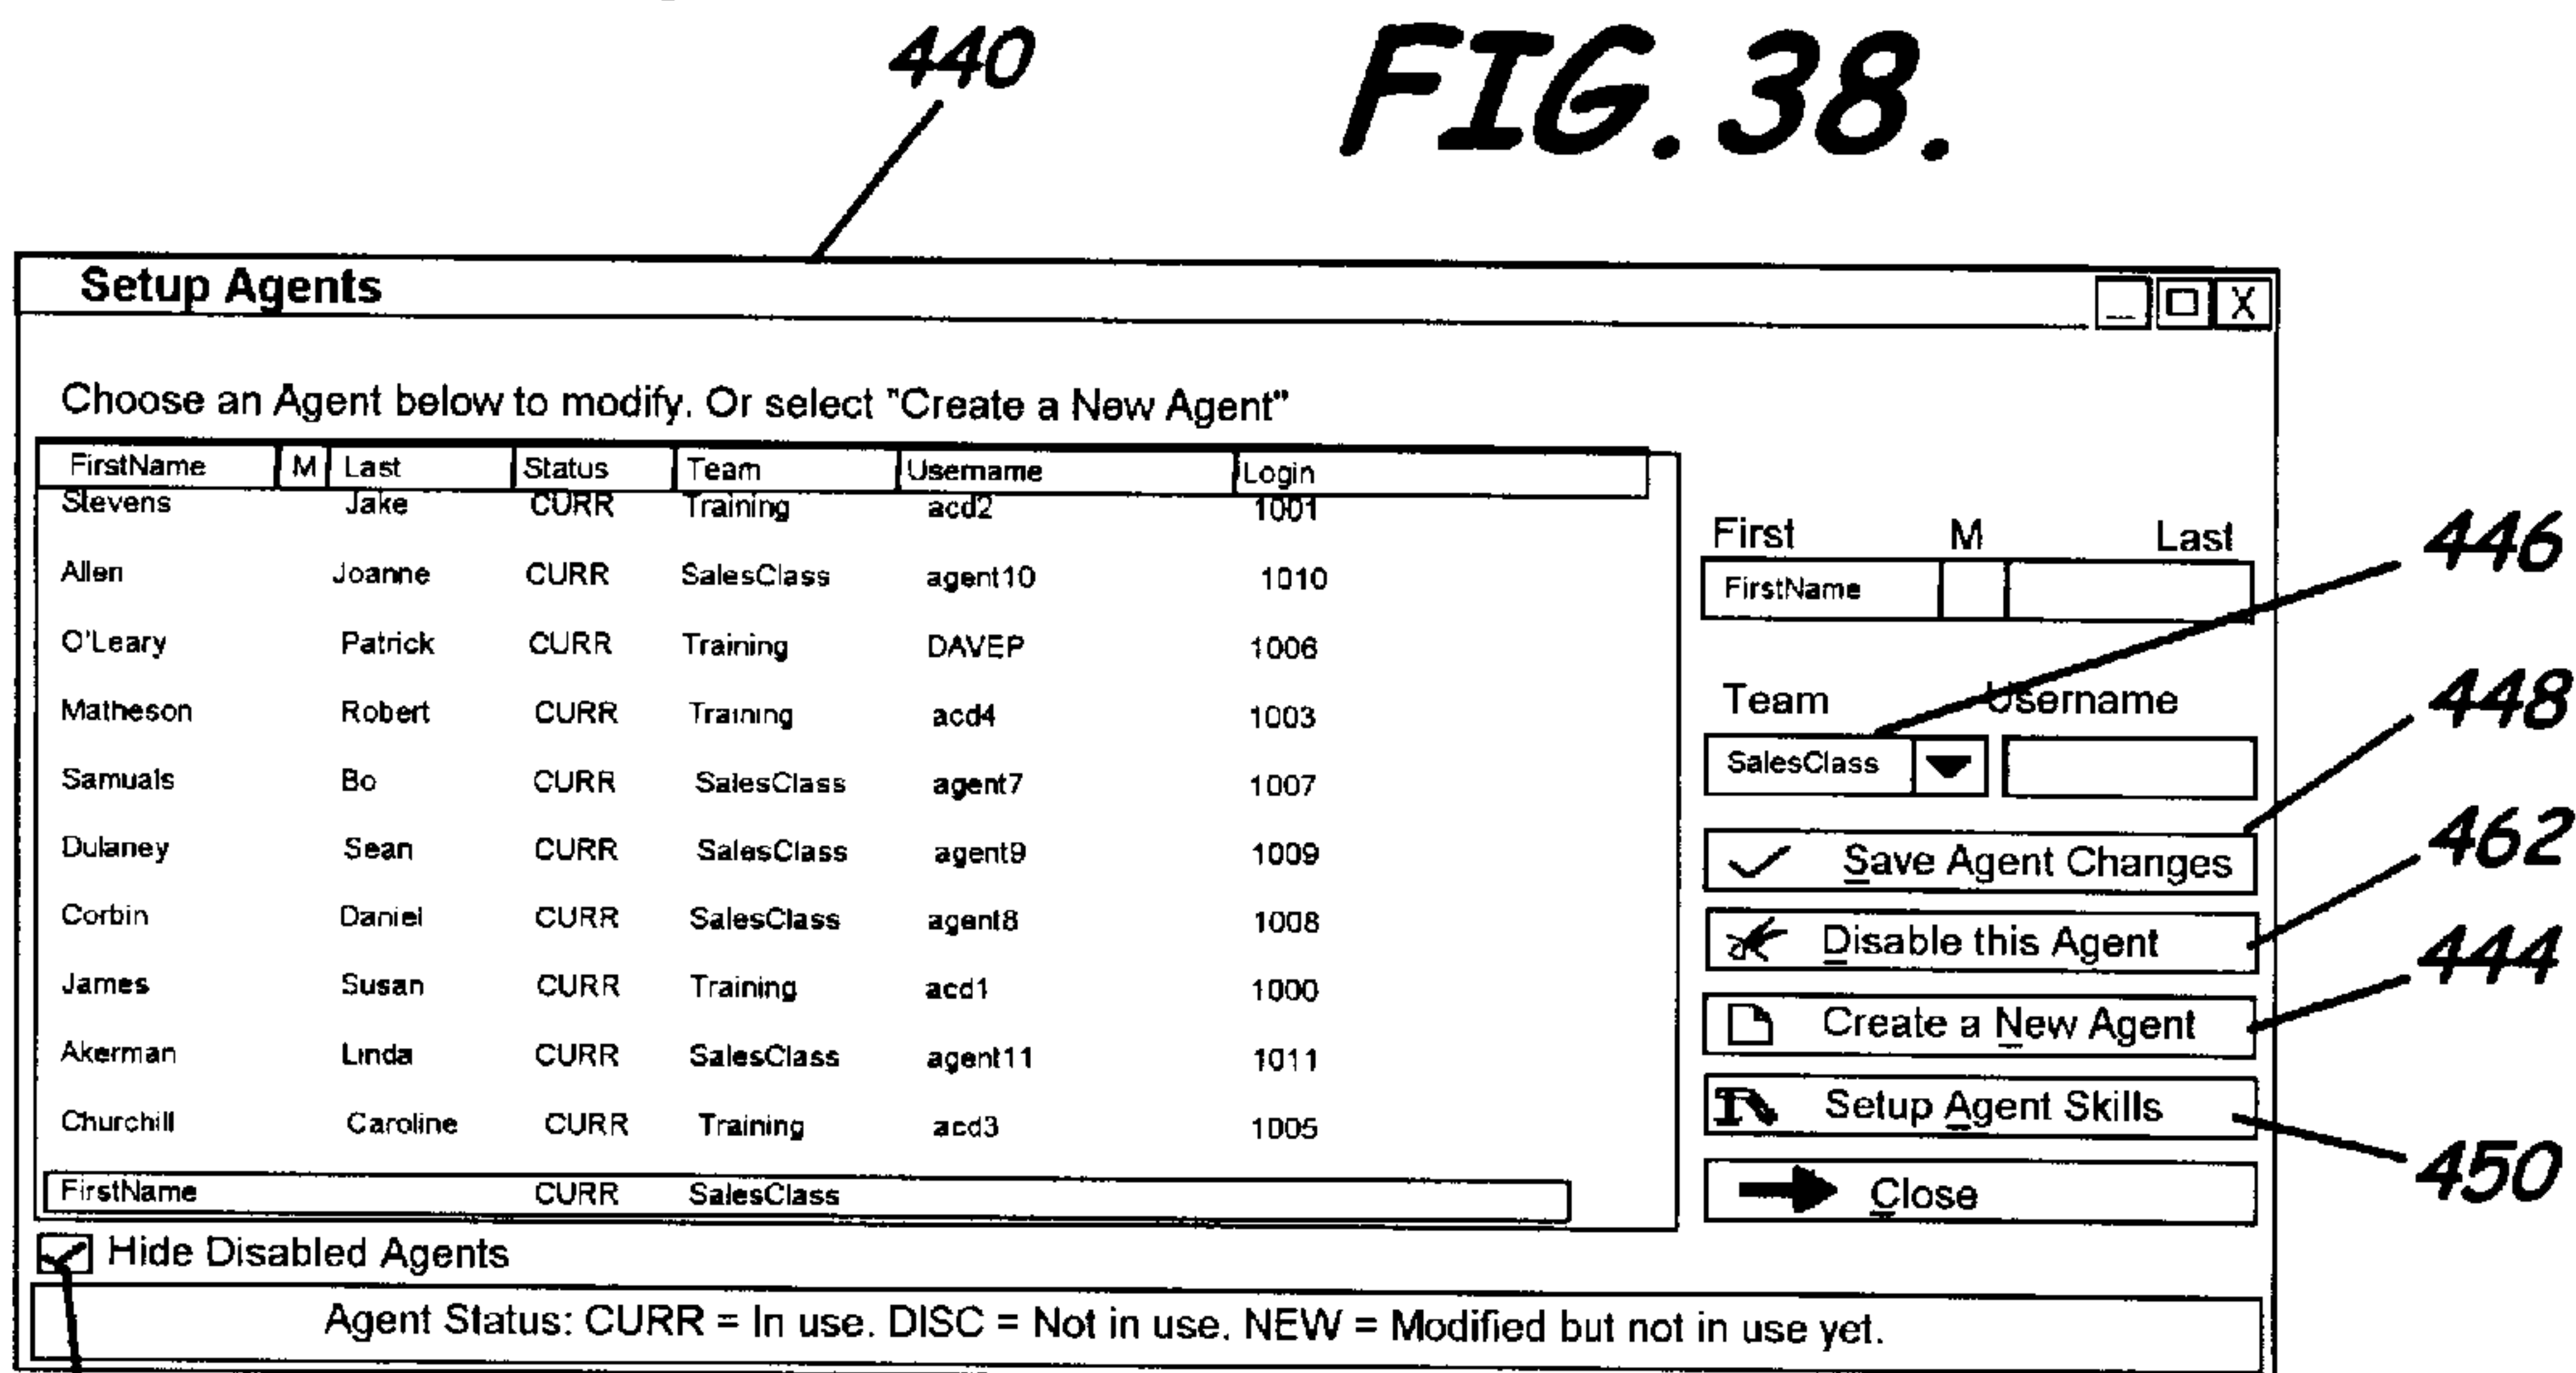 440
FIG. 38.
Setup Agents
Choose an Agent below to modify. Or select "Create a New Agent"
FirstName M Last Status Team Username Login
Stevens Jake CURR Training acd2 1001
Allen Joanne CURR SalesClass agent10 1010
O'Leary Patrick CURR Training DAVEP 1006
Matheson Robert CURR Training acd4 1003
Samuals Bo CURR SalesClass agent7 1007
Dulaney Sean CURR SalesClass agent9 1009
Corbin Daniel CURR SalesClass agent8 1008
James Susan CURR Training acd1 1000
Akerman Linda CURR SalesClass agent11 1011
Churchill Caroline CURR Training acd3 1005
FirstName CURR SalesClass
Hide Disabled Agents
Agent Status: CURR = In use. DISC = Not in use. NEW = Modified but not in use yet.
First M Last
FirstName
446
Team Username
SalesClass
448
Save Agent Changes
462
Disable this Agent
444
Create a New Agent
Setup Agent Skills
450
Close